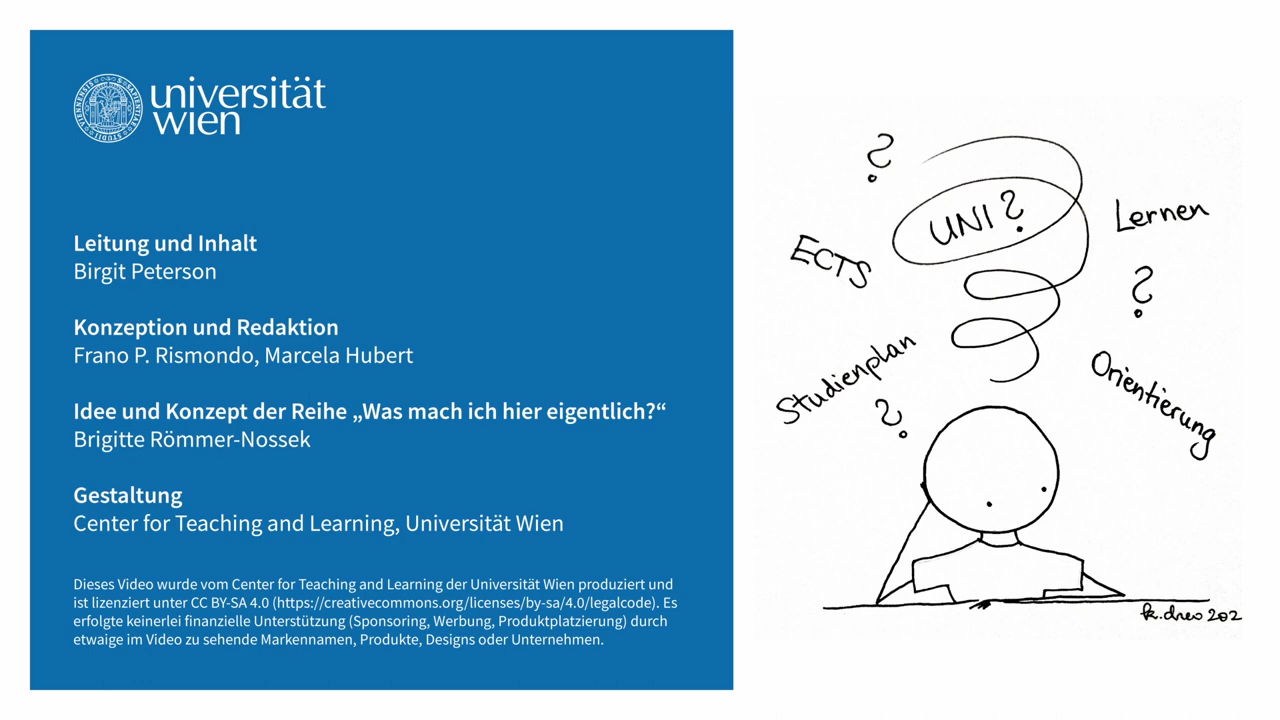 universität
wien
Leitung und Inhalt
Birgit Peterson
Konzeption und Redaktion
Frano P. Rismondo, Marcela Hubert
Idee und Konzept der Reihe „Was mach ich hier eigentlich?“
Brigitte Römmer-Nossek
Gestaltung
Center for Teaching and Learning, Universität Wien
Dieses Video wurde vom Center for Teaching and Learning der Universität Wien produziert und
ist lizenziert unter CC BY-SA 4.0 (https://creativecommons.org/licenses/by-sa/4.0/legalcode). Es
erfolgte keinerlei finanzielle Unterstützung (Sponsoring, Werbung, Produktplatzierung) durch
etwaige im Video zu sehende Markennamen, Produkte, Designs oder Unternehmen.
?
UNI?
Lernen
ECTS
?
Studienplan
Orientierung
?